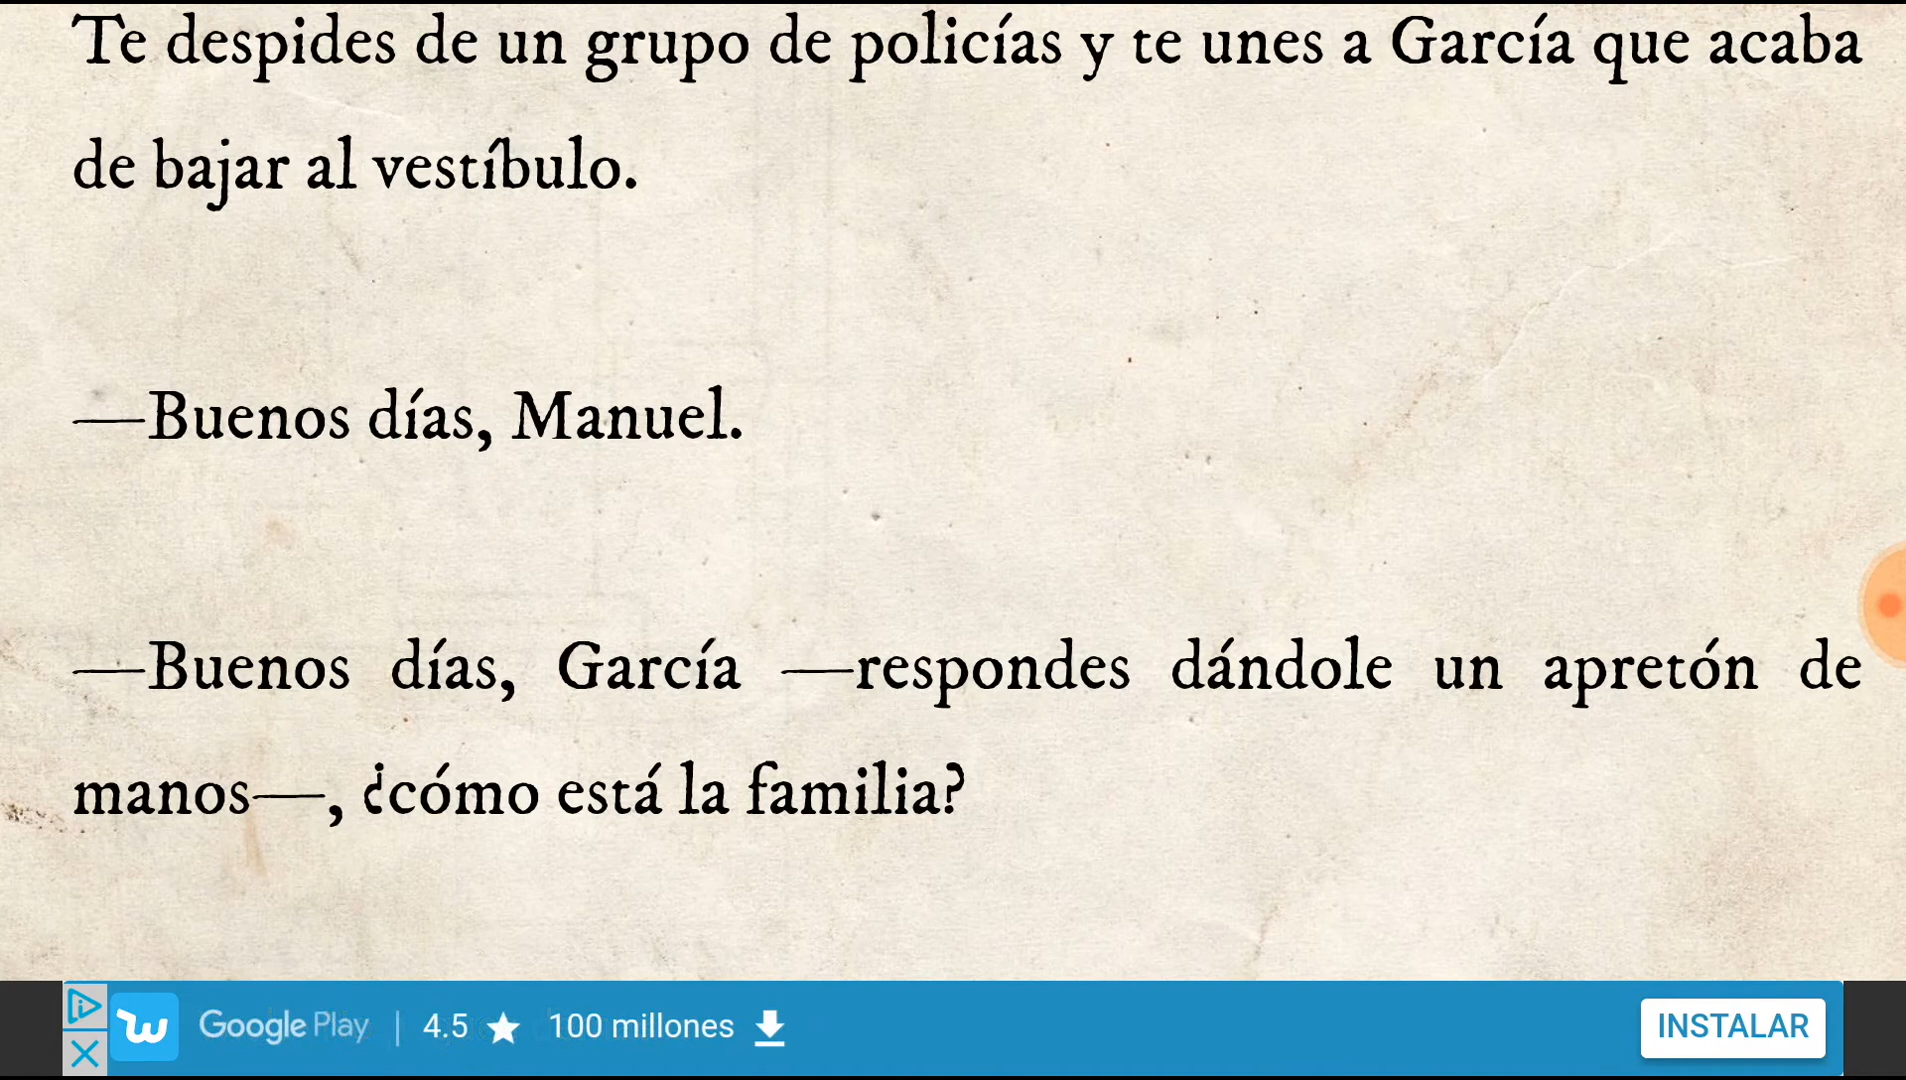 Te despides de un grupo de policías y te unes a García que acaba
de bajar al vestíbulo.
—Buenos días, Manuel.
—Buenos días, García —respondes dándole un apretón de
manos—, ¿cómo está la familia?
Google Play | 4.5 ★ 100 millones
INSTALAR